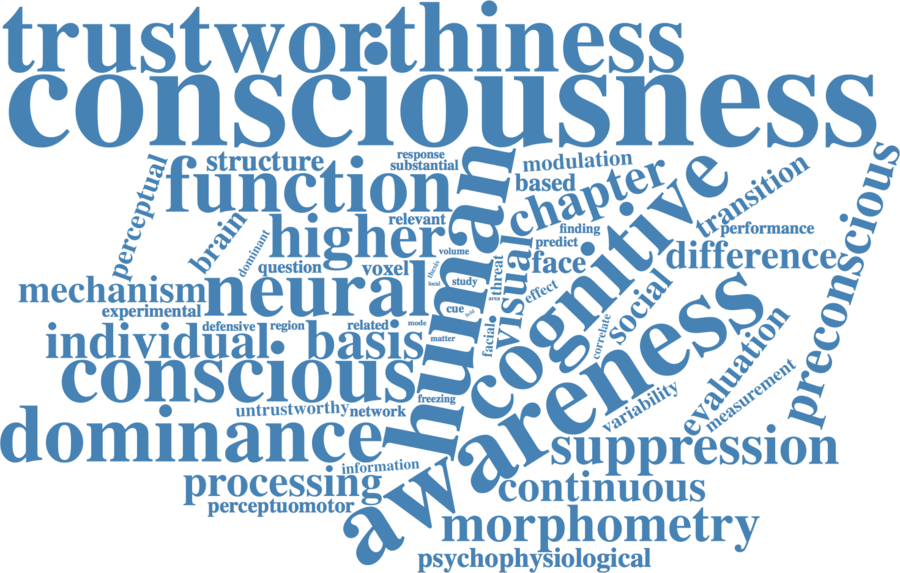 trustworthiness
consciousness
structure
response
substantial
modulation
function
based
chapter
perceptual
human
cognitive
transition
preconscious
brain
dominant
higher
relevant
finding
predict
performance
volume
visual
question
voxel
thesis
local
study
threat
face
difference
mechanism
neural
area
effect
experimental
cue
field
social
defensive
region
related
mode
matter
facial
correlate
individual
basis
awareness
evaluation
conscious
freezing
variability
measurement
untrustworthy
network
dominance
suppression
information
processing
continuous
perceptuomotor
morphometry
psychophysiological